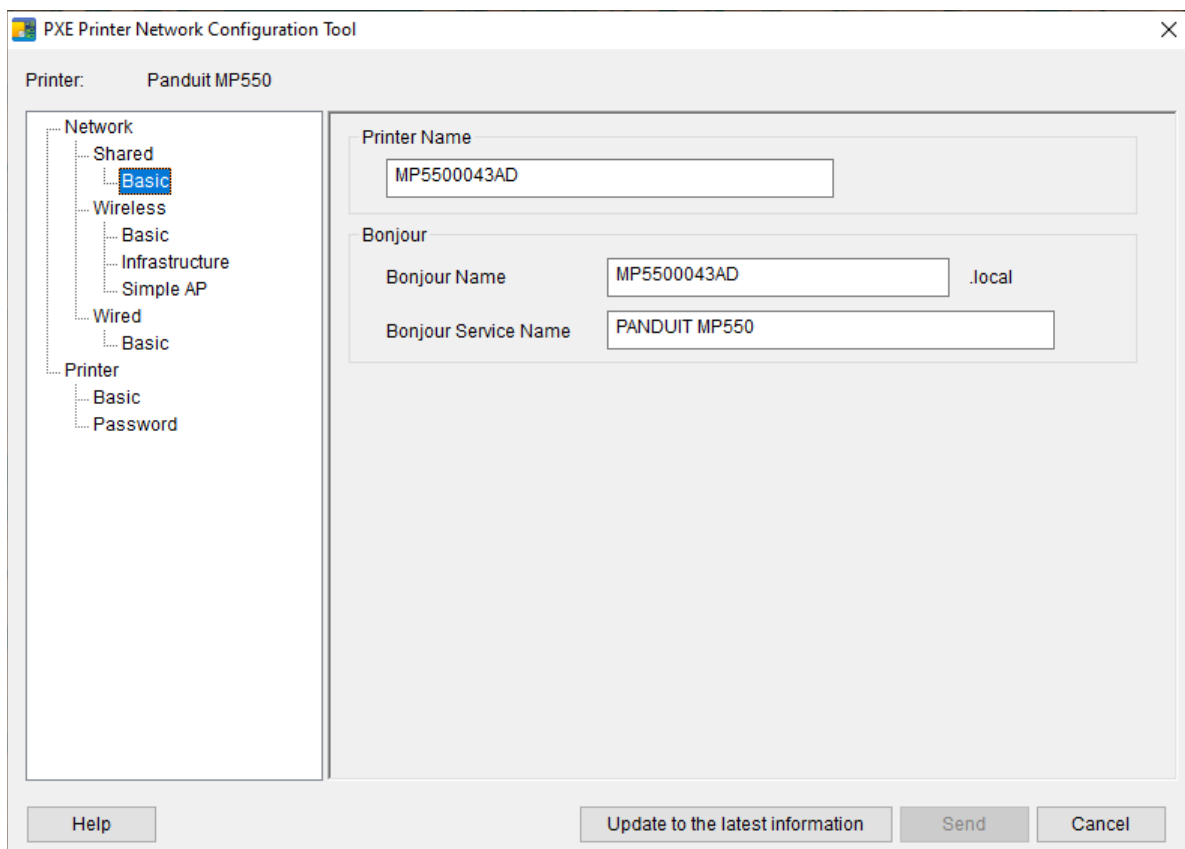 PXE Printer Network Configuration Tool
Printer: Panduit MP550
Network
Shared
Basic
Wireless
Basic
Infrastructure
Simple AP
Wired
Basic
Printer
Basic
Password
Printer Name
MP5500043AD
Bonjour
Bonjour Name MP5500043AD .local
Bonjour Service Name PANDUIT MP550
Help Update to the latest information Send Cancel